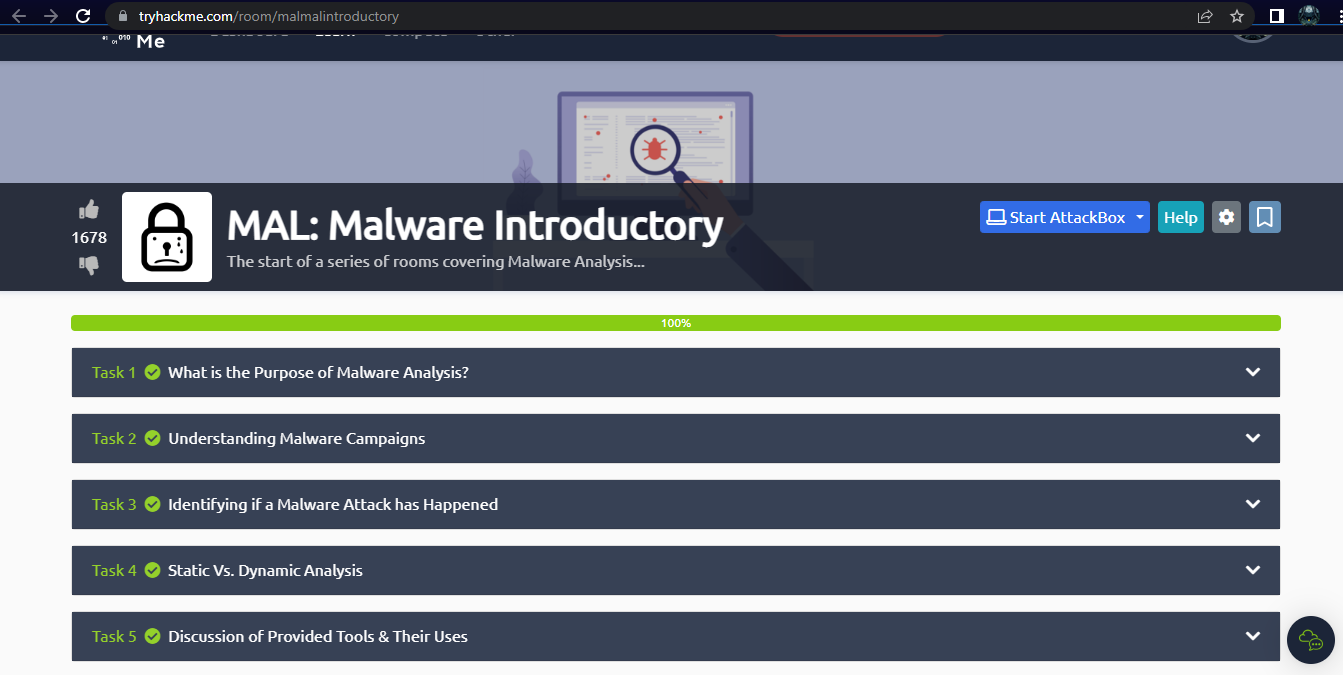 tryhackme.com/room/malmalintroductory
Me
1678
MAL: Malware Introductory
The start of a series of rooms covering Malware Analysis...
Start AttackBox
Help
100%
Task 1 What is the Purpose of Malware Analysis?
Task 2 Understanding Malware Campaigns
Task 3 Identifying if a Malware Attack has Happened
Task 4 Static Vs. Dynamic Analysis
Task 5 Discussion of Provided Tools & Their Uses